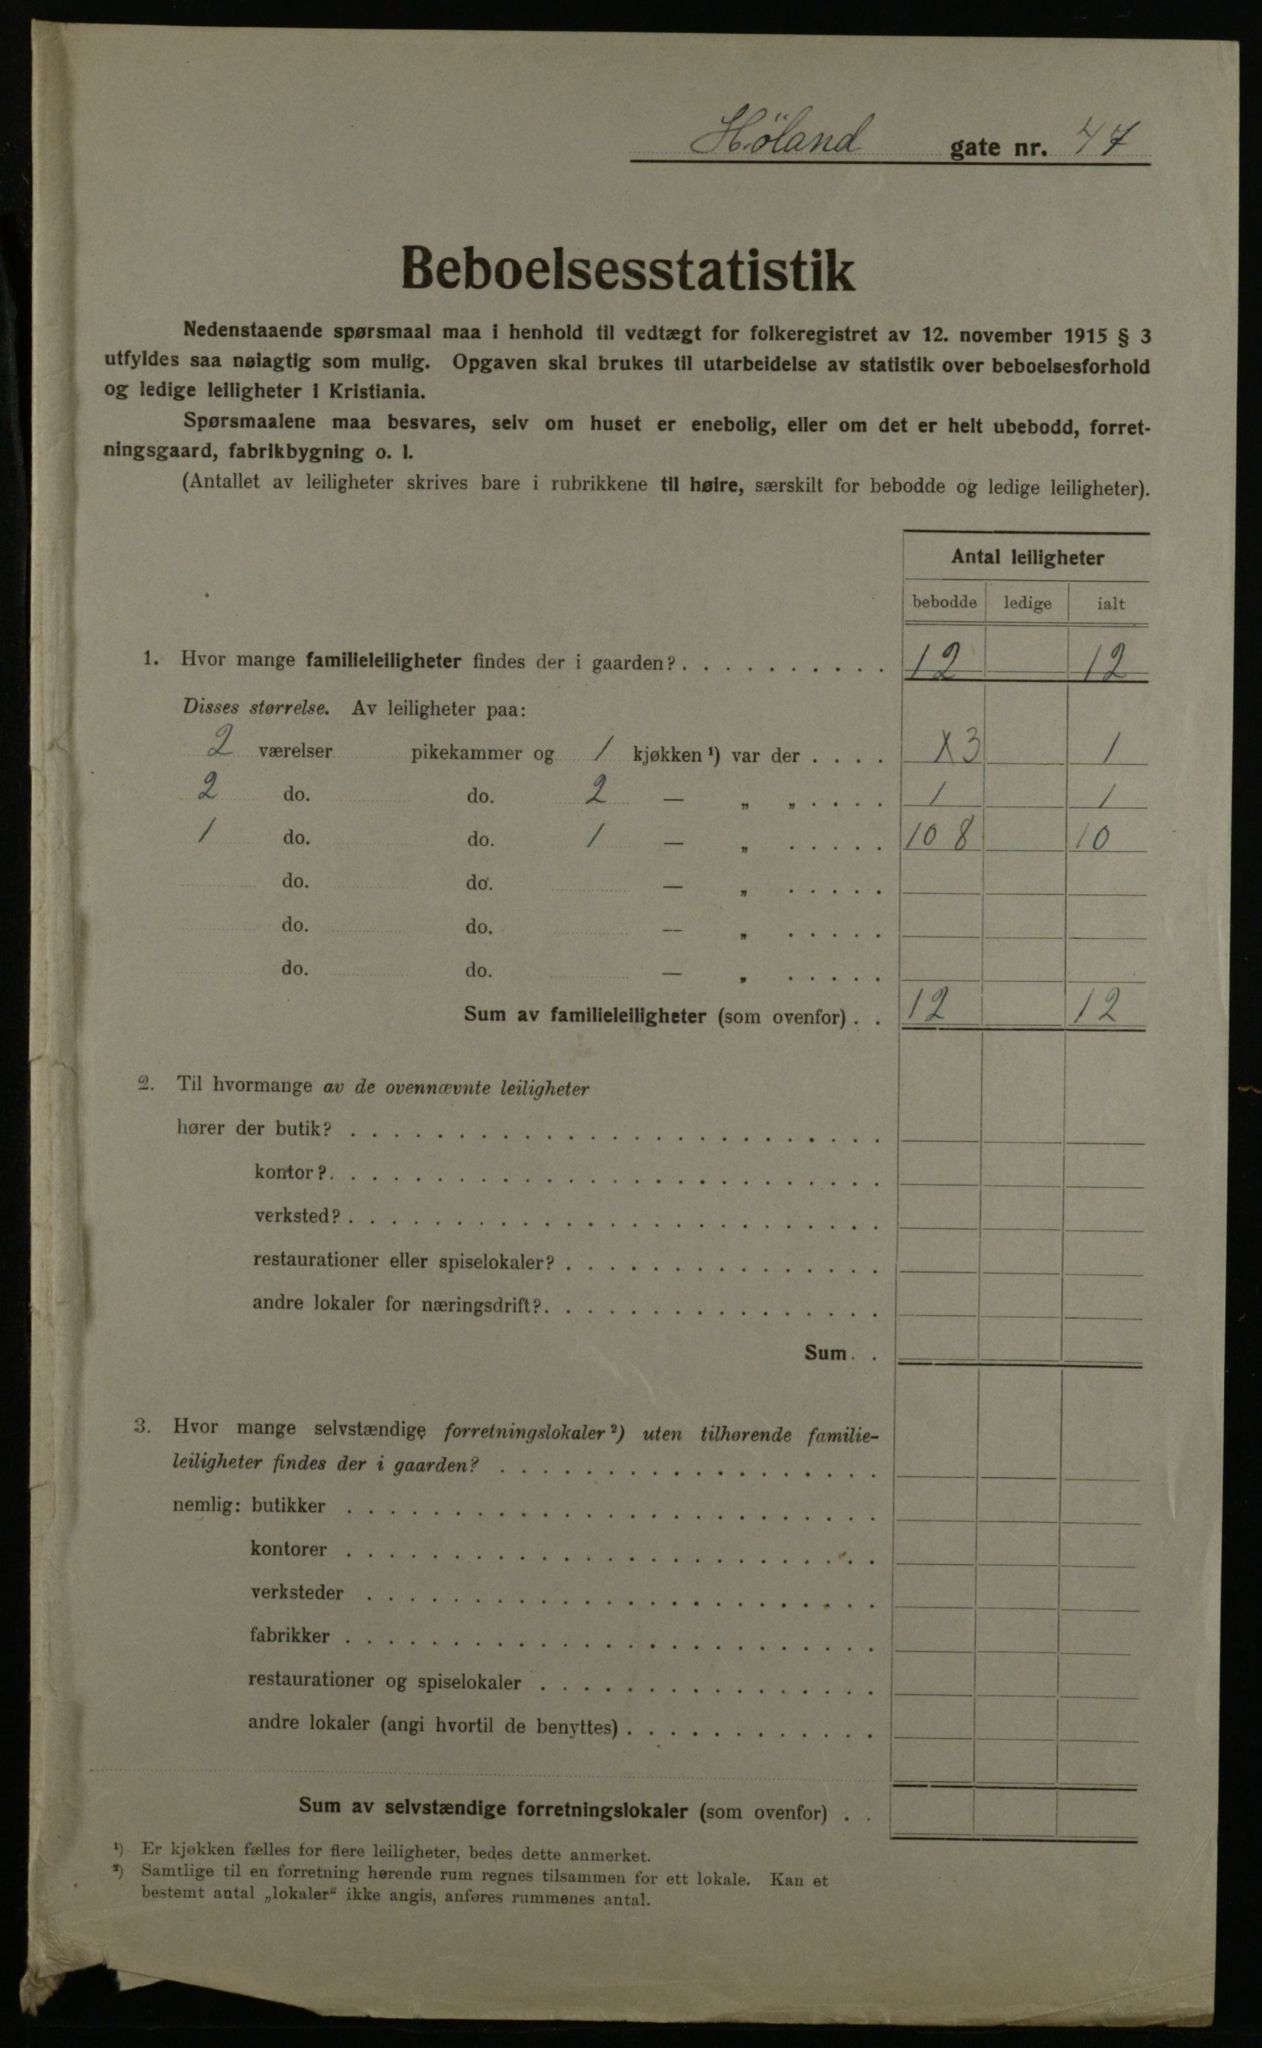 Höland gate nr. 47
Beboelsesstatistik
Nedenstaaende spørsmaal maa i henhold til vedtægt for folkeregistret av 12. november 1915 § 3
utfyldes saa nøiagtig som mulig. Opgaven skal brukes til utarbeidelse av statistik over beboelsesforhold
og ledige leiligheter i Kristiania.
Spørsmaalene maa besvares, selv om huset er enebolig, eller om det er helt ubebodd, forret-
ningsgaard, fabrikbygning o. l.
(Antallet av leiligheter skrives bare i rubrikkene til høire, særskilt for bebodde og ledige leiligheter).
Antal leiligheter
bebodde ledige ialt
1. Hvor mange familieleiligheter findes der i gaarden? . . . . . . . . . . 12 12
Disses størrelse. Av leiligheter paa:
2 værelser pikekammer og 1 kjøkken ¹) var der . . . . X3 1
2 do. do. 2 — „ „ . . . . . 1 1
1 do. do. 1 — „ . . . . . 10 8 10
do. do. — „ . . . . .
do. do. — „ . . . . .
do. do. — „ . . . . .
Sum av familieleiligheter (som ovenfor) . . 12 12
2. Til hvormange av de ovennævnte leiligheter
hører der butik? . . . . . . . . . . . . . . . . . . . . . . . . .
kontor? . . . . . . . . . . . . . . . . . . . . . . . . . .
verksted? . . . . . . . . . . . . . . . . . . . . . . . . .
restaurationer eller spiselokaler? . . . . . . . . . . . . . . .
andre lokaler for næringsdrift? . . . . . . . . . . . . . . . .
Sum . .
3. Hvor mange selvstændige forretningslokaler ²) uten tilhørende familie-
leiligheter findes der i gaarden? . . . . . . . . . . . . . . . . . .
nemlig: butikker . . . . . . . . . . . . . . . . . . . . . . . . .
kontorer . . . . . . . . . . . . . . . . . . . . . . . . .
verksteder . . . . . . . . . . . . . . . . . . . . . . . .
fabrikker . . . . . . . . . . . . . . . . . . . . . . . . .
restaurationer og spiselokaler . . . . . . . . . . . . . . . .
andre lokaler (angi hvortil de benyttes) . . . . . . . . . . . .
Sum av selvstændige forretningslokaler (som ovenfor) . .
¹) Er kjøkken fælles for flere leiligheter, bedes dette anmerket.
²) Samtlige til en forretning hørende rum regnes tilsammen for ett lokale. Kan et
bestemt antal „lokaler“ ikke angis, anføres rummenes antal.